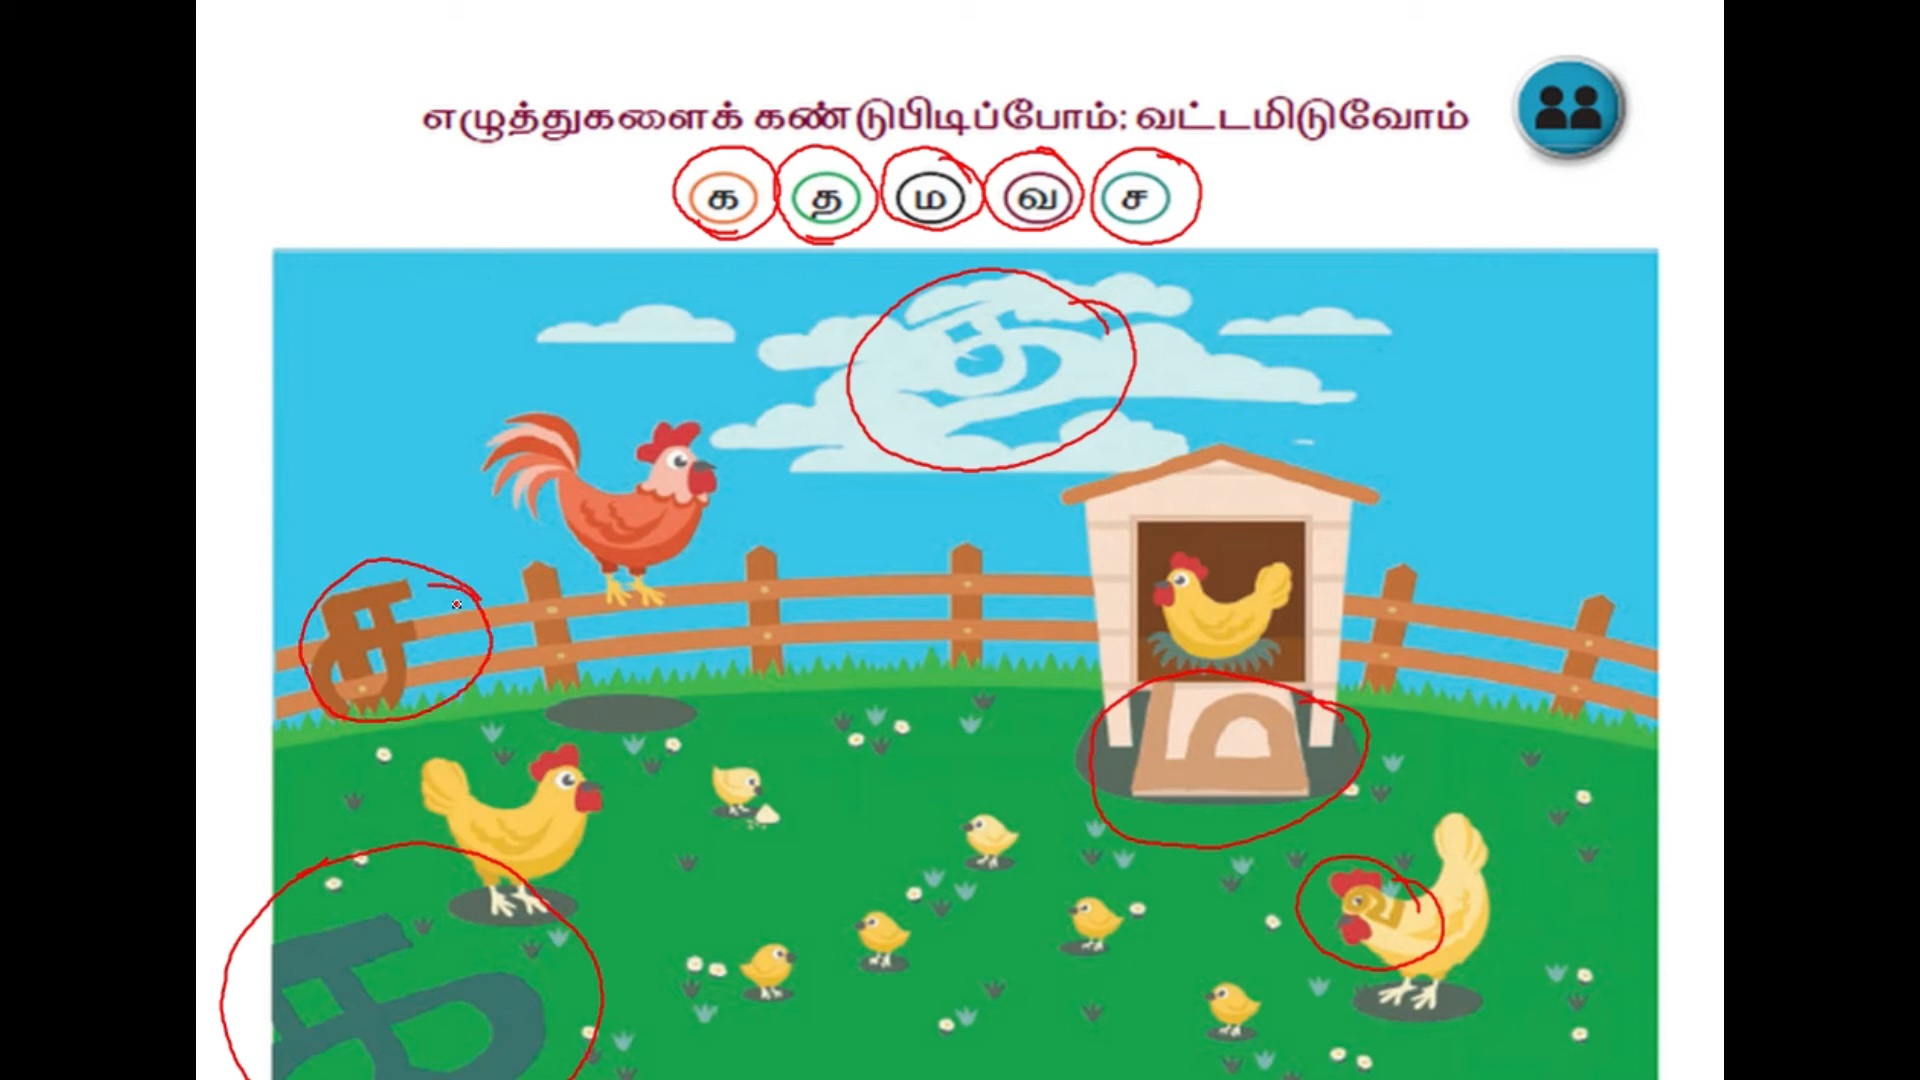 எழுத்துகளைக் கண்டுபிடிப்போம்; வட்டமிடுவோம்
க த ம வ ச
த
ச
ம
வ
க